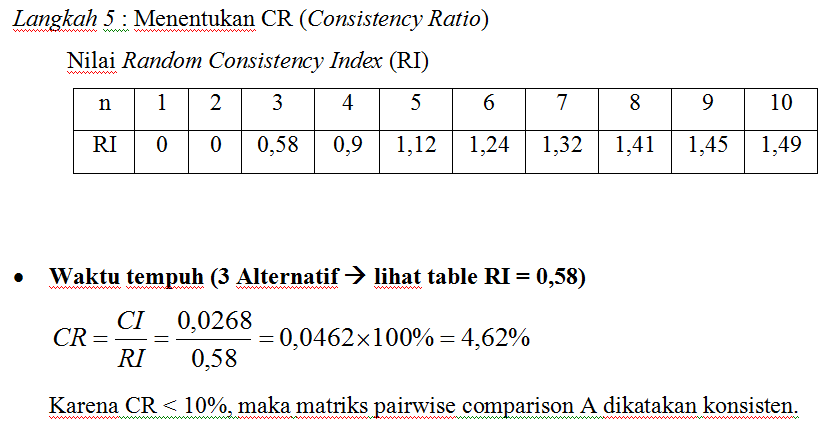 Langkah 5 : Menentukan CR (Consistency Ratio)
Nilai Random Consistency Index (RI)
n 1 2 3 4 5 6 7 8 9 10
RI 0 0 0,58 0,9 1,12 1,24 1,32 1,41 1,45 1,49
• Waktu tempuh (3 Alternatif → lihat table RI = 0,58)
CR = CI/RI = 0,0268/0,58 = 0,0462×100% = 4,62%
Karena CR < 10%, maka matriks pairwise comparison A dikatakan konsisten.